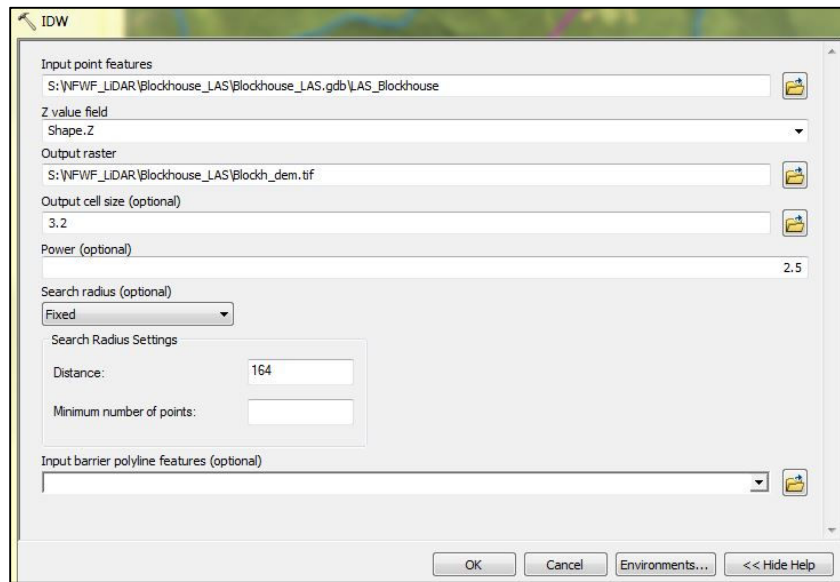 IDW
Input point features
S:\NFWF_LiDAR\Blockhouse_LAS\Blockhouse_LAS.gdb\LAS_Blockhouse
Z value field
Shape.Z
Output raster
S:\NFWF_LiDAR\Blockhouse_LAS\Blockh_dem.tif
Output cell size (optional)
3.2
Power (optional)
2.5
Search radius (optional)
Fixed
Search Radius Settings
Distance: 164
Minimum number of points:
Input barrier polyline features (optional)
OK Cancel Environments... << Hide Help